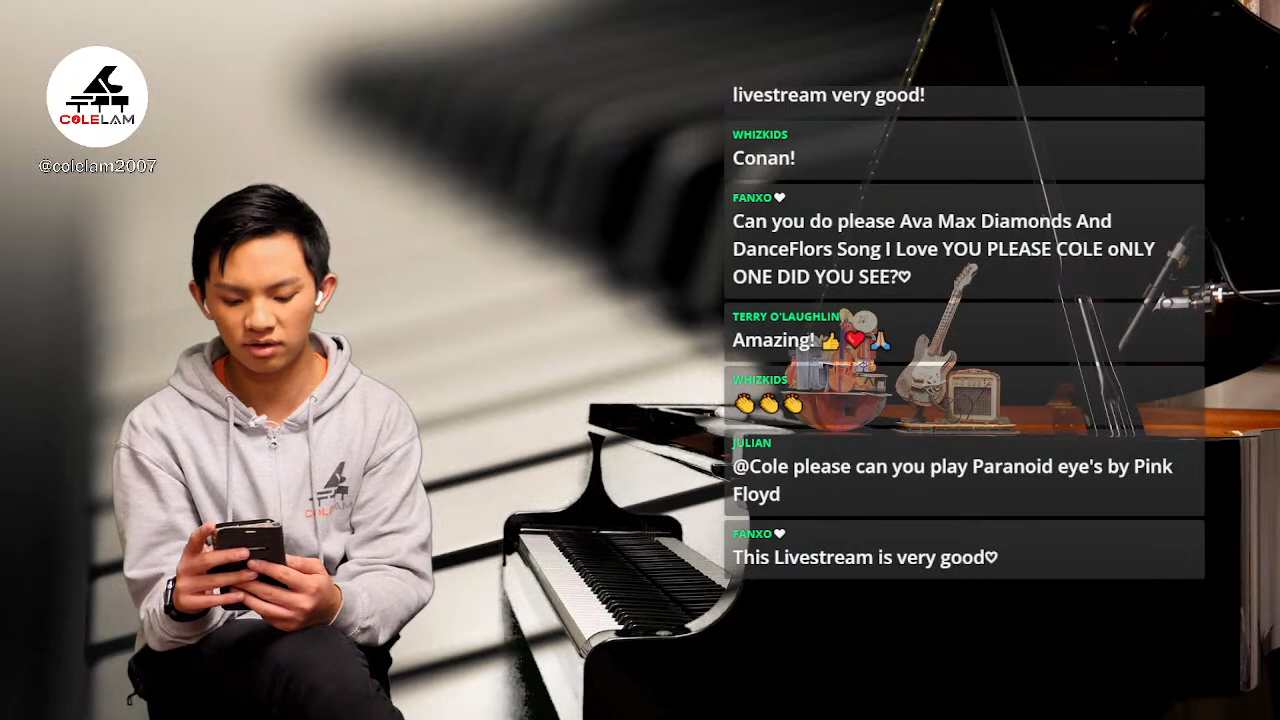 COLELAM
@colelam2007
livestream very good!
WHIZKIDS
Conan!
FANXO🤍
Can you do please Ava Max Diamonds And
DanceFlors Song I Love YOU PLEASE COLE oNLY
ONE DID YOU SEE?♡
TERRY O'LAUGHLIN
Amazing! 👍❤️🙏🏼
WHIZKIDS
👏👏👏
JULIAN
@Cole please can you play Paranoid eye's by Pink
Floyd
FANXO🤍
This Livestream is very good♡
COLELAM